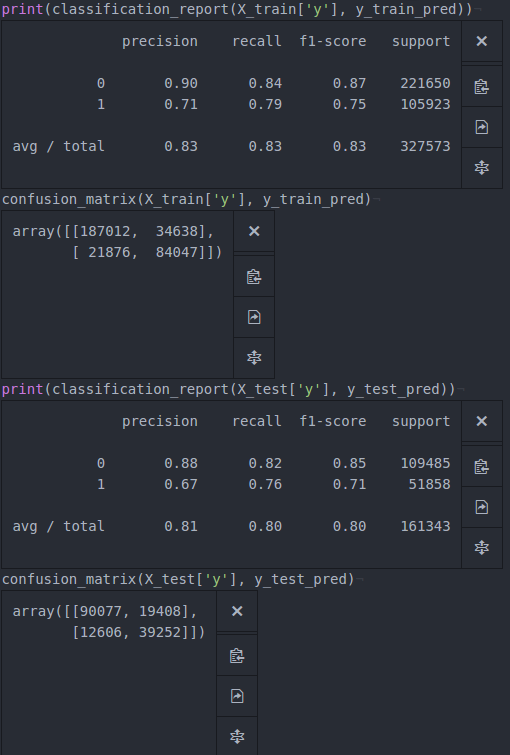 print(classification_report(X_train['y'], y_train_pred))¬
precision recall f1-score support
0 0.90 0.84 0.87 221650
1 0.71 0.79 0.75 105923
avg / total 0.83 0.83 0.83 327573
confusion_matrix(X_train['y'], y_train_pred)¬
array([[187012, 34638],
[ 21876, 84047]])
print(classification_report(X_test['y'], y_test_pred))¬
precision recall f1-score support
0 0.88 0.82 0.85 109485
1 0.67 0.76 0.71 51858
avg / total 0.81 0.80 0.80 161343
confusion_matrix(X_test['y'], y_test_pred)¬
array([[90077, 19408],
[12606, 39252]])